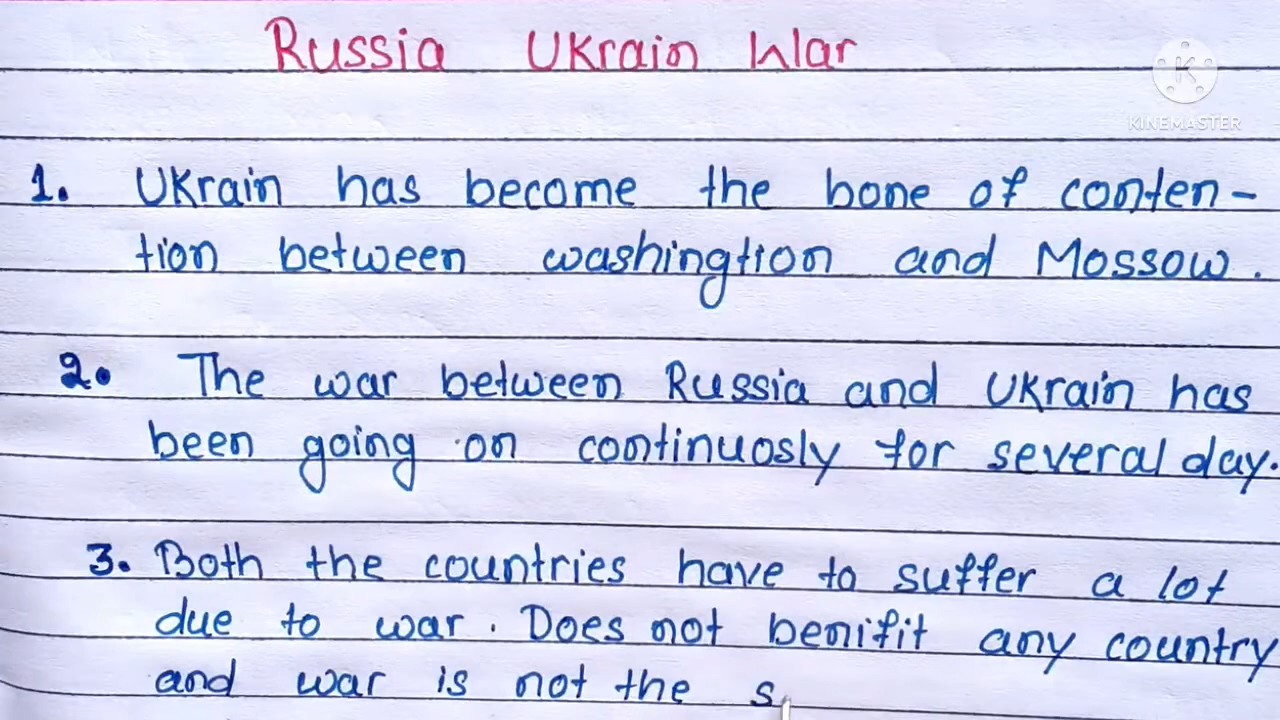 Russia Ukrain War
K
KINEMASTER
1. Ukrain has become the bone of conten-
tion between washingtion and Mossow.
2. The war between Russia and Ukrain has
been going on continuosly for several day.
3. Both the countries have to suffer a lot
due to war. Does not benifit any country
and war is not the s